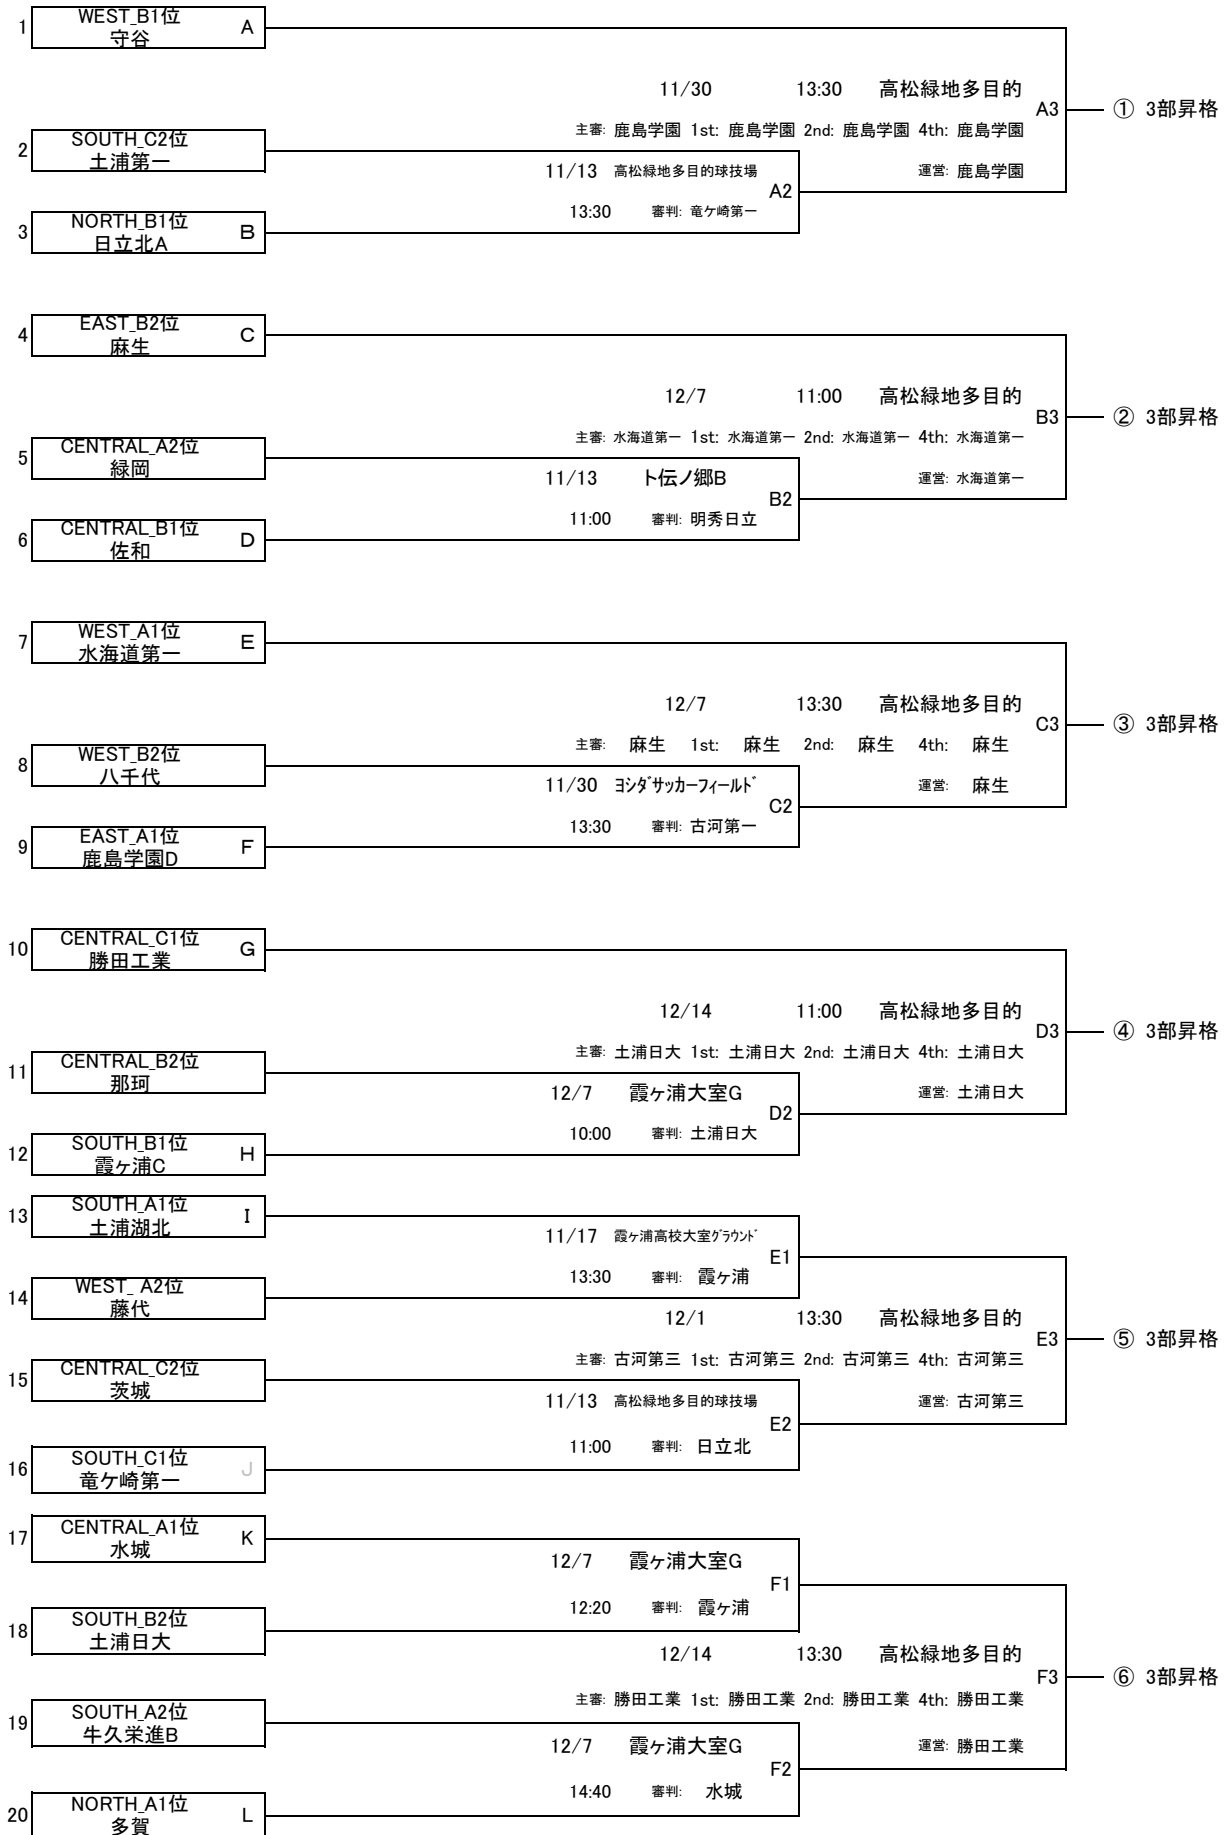 WEST_B1位
1 守谷 A
11/30 13:30 高松緑地多目的
A3 ① 3部昇格
主審: 鹿島学園 1st: 鹿島学園 2nd: 鹿島学園 4th: 鹿島学園
SOUTH_C2位
2 土浦第一
11/13 高松緑地多目的球技場 運営: 鹿島学園
A2
13:30 審判: 竜ケ崎第一
NORTH_B1位
3 日立北A B
EAST_B2位
4 麻生 C
12/7 11:00 高松緑地多目的
B3 ② 3部昇格
主審: 水海道第一 1st: 水海道第一 2nd: 水海道第一 4th: 水海道第一
CENTRAL_A2位
5 緑岡
11/13 ト伝ノ郷B 運営: 水海道第一
B2
11:00 審判: 明秀日立
CENTRAL_B1位
6 佐和 D
WEST_A1位
7 水海道第一 E
12/7 13:30 高松緑地多目的
C3 ③ 3部昇格
主審: 麻生 1st: 麻生 2nd: 麻生 4th: 麻生
WEST_B2位
8 八千代
11/30 ﾖｼﾀﾞｻｯｶｰﾌｨｰﾙﾄﾞ 運営: 麻生
C2
13:30 審判: 古河第一
EAST_A1位
9 鹿島学園D F
CENTRAL_C1位
10 勝田工業 G
12/14 11:00 高松緑地多目的
D3 ④ 3部昇格
主審: 土浦日大 1st: 土浦日大 2nd: 土浦日大 4th: 土浦日大
CENTRAL_B2位
11 那珂
12/7 霞ヶ浦大室G 運営: 土浦日大
D2
10:00 審判: 土浦日大
SOUTH_B1位
12 霞ヶ浦C H
SOUTH_A1位
13 土浦湖北 I
11/17 霞ヶ浦高校大室ｸﾞﾗｳﾝﾄﾞ
E1
13:30 審判: 霞ヶ浦
WEST_ A2位
14 藤代
12/1 13:30 高松緑地多目的
E3 ⑤ 3部昇格
主審: 古河第三 1st: 古河第三 2nd: 古河第三 4th: 古河第三
CENTRAL_C2位
15 茨城
11/13 高松緑地多目的球技場 運営: 古河第三
E2
11:00 審判: 日立北
SOUTH_C1位
16 竜ケ崎第一 J
CENTRAL_A1位
17 水城 K
12/7 霞ヶ浦大室G
F1
12:20 審判: 霞ヶ浦
SOUTH_B2位
18 土浦日大
12/14 13:30 高松緑地多目的
F3 ⑥ 3部昇格
主審: 勝田工業 1st: 勝田工業 2nd: 勝田工業 4th: 勝田工業
SOUTH_A2位
19 牛久栄進B
12/7 霞ヶ浦大室G 運営: 勝田工業
F2
14:40 審判: 水城
NORTH_A1位
20 多賀 L